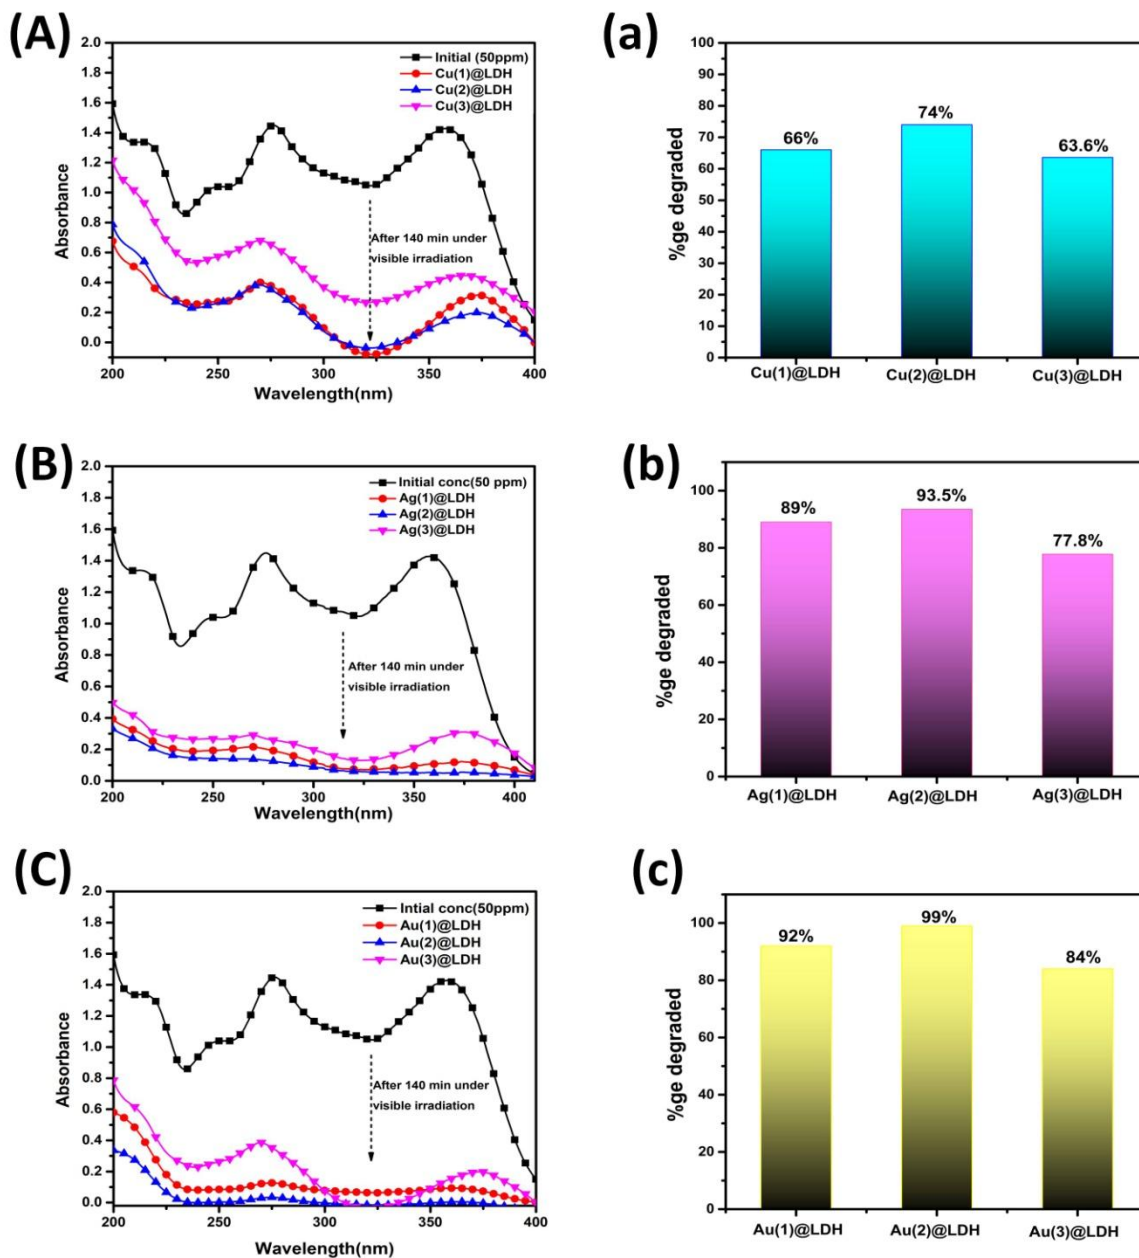 (A)
2.0
1.8
1.6
1.4
1.2
1.0
0.8
0.6
0.4
0.2
0.0
Absorbance
Initial (50ppm)
Cu(1)@LDH
Cu(2)@LDH
Cu(3)@LDH
After 140 min under
visible irradiation
200 250 300 350 400
Wavelength(nm)
(a)
100
90
80
70
60
50
40
30
20
10
0
%ge degraded
66%
74%
63.6%
Cu(1)@LDH Cu(2)@LDH Cu(3)@LDH
(B)
2.0
1.8
1.6
1.4
1.2
1.0
0.8
0.6
0.4
0.2
0.0
Absorbance
Initial conc(50 ppm)
Ag(1)@LDH
Ag(2)@LDH
Ag(3)@LDH
After 140 min under
visible irradiation
200 250 300 350 400
Wavelength(nm)
(b)
100
80
60
40
20
0
%ge degraded
89%
93.5%
77.8%
Ag(1)@LDH Ag(2)@LDH Ag(3)@LDH
(C)
2.0
1.8
1.6
1.4
1.2
1.0
0.8
0.6
0.4
0.2
0.0
Absorbance
Intial conc(50ppm)
Au(1)@LDH
Au(2)@LDH
Au(3)@LDH
After 140 min under
visible irradiation
200 250 300 350 400
Wavelength(nm)
(c)
100
80
60
40
20
0
%ge degraded
92%
99%
84%
Au(1)@LDH Au(2)@LDH Au(3)@LDH